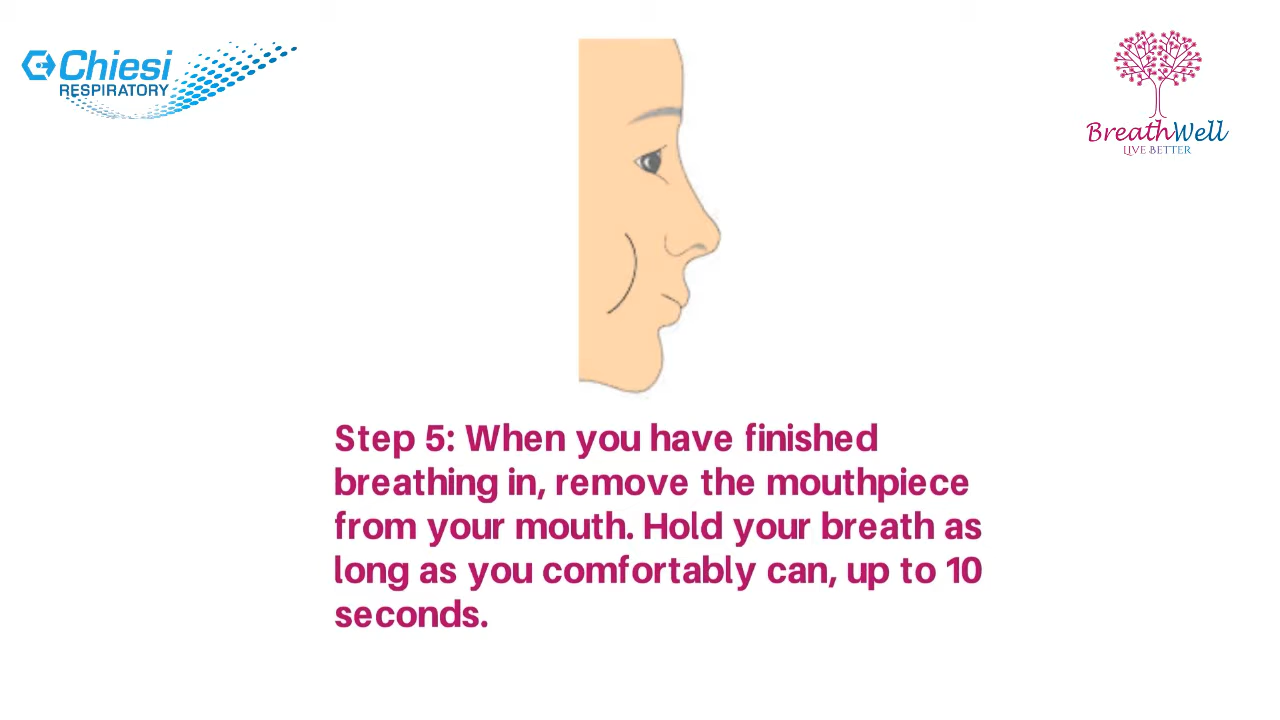 Chiesi
RESPIRATORY
BreathWell
LIVE BETTER
Step 5: When you have finished
breathing in, remove the mouthpiece
from your mouth. Hold your breath as
long as you comfortably can, up to 10
seconds.